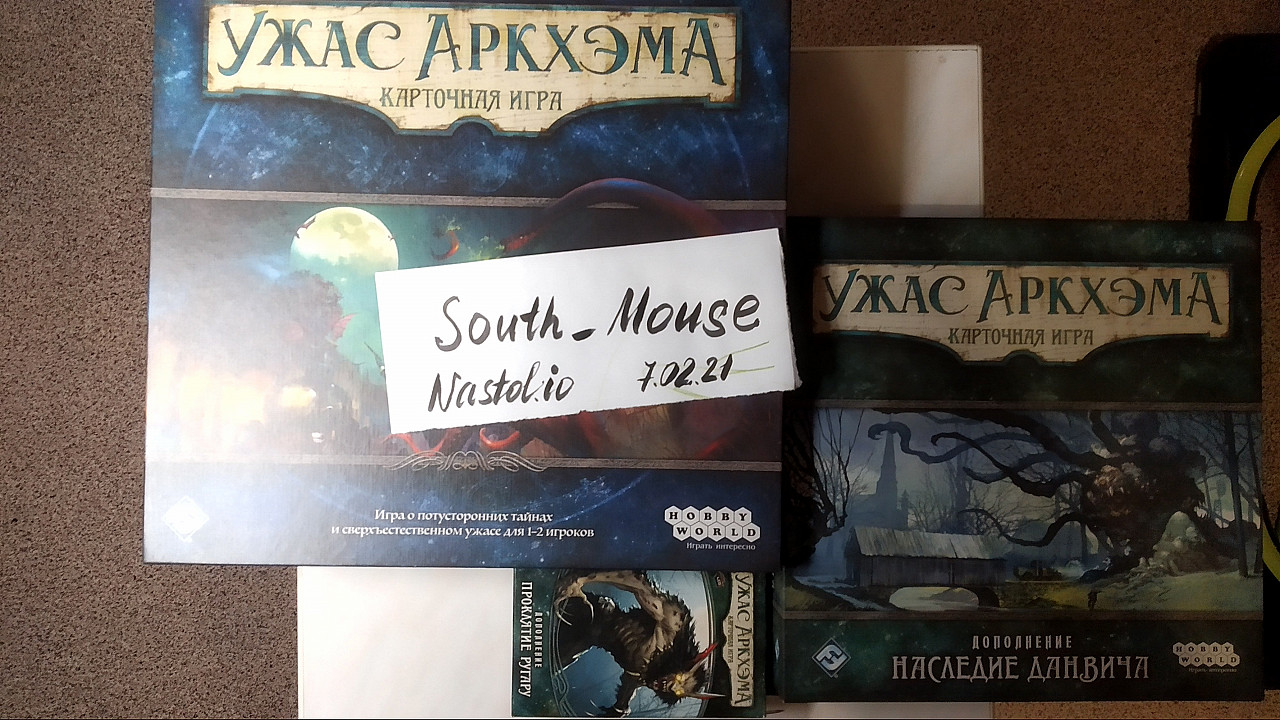 УЖАС АРКХЭМА
КАРТОЧНАЯ ИГРА
South_Mouse
Nastol.io 7.02.21
Игра о потусторонних тайнах
и сверхъестественном ужасе для 1–2 игроков
HOBBY
WORLD
Играть интересно
УЖАС АРКХЭМА
КАРТОЧНАЯ ИГРА
ДОПОЛНЕНИЕ
НАСЛЕДИЕ ДАНВИЧА
HOBBY
WORLD
Играть интересно
УЖАС АРКХЭМА
КАРТОЧНАЯ ИГРА
ДОПОЛНЕНИЕ
ПРОКЛЯТИЕ РУГАРУ